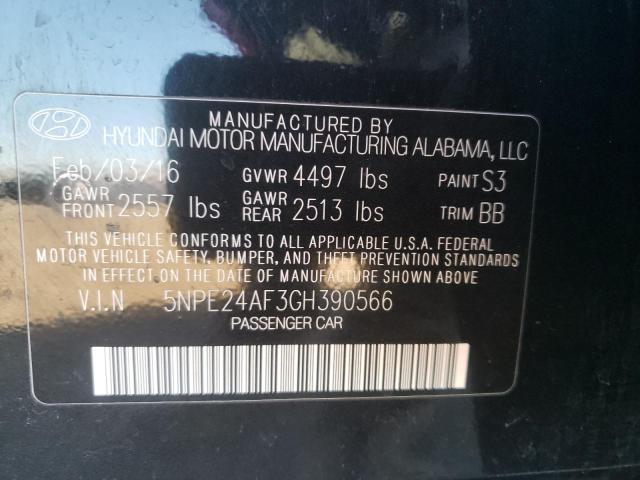 MANUFACTURED BY
HYUNDAI MOTOR MANUFACTURING ALABAMA, LLC
Feb/03/16 GVWR 4497 lbs PAINT S3
GAWR FRONT 2557 lbs GAWR REAR 2513 lbs TRIM BB
THIS VEHICLE CONFORMS TO ALL APPLICABLE U.S.A. FEDERAL
MOTOR VEHICLE SAFETY, BUMPER, AND THEFT PREVENTION STANDARDS
IN EFFECT ON THE DATE OF MANUFACTURE SHOWN ABOVE.
V.I.N 5NPE24AF3GH390566
PASSENGER CAR